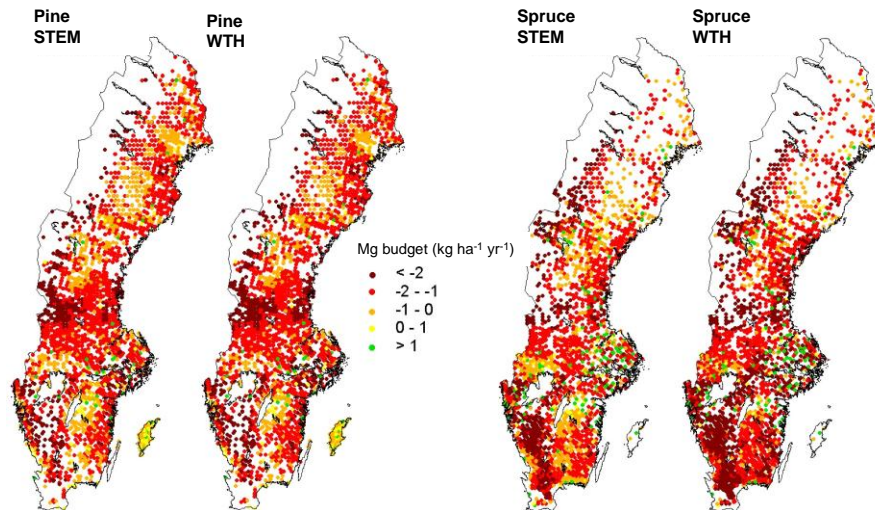 Pine
STEM
Pine
WTH
Spruce
STEM
Spruce
WTH
Mg budget (kg ha⁻¹ yr⁻¹)
< -2
-2 - -1
-1 - 0
0 - 1
> 1